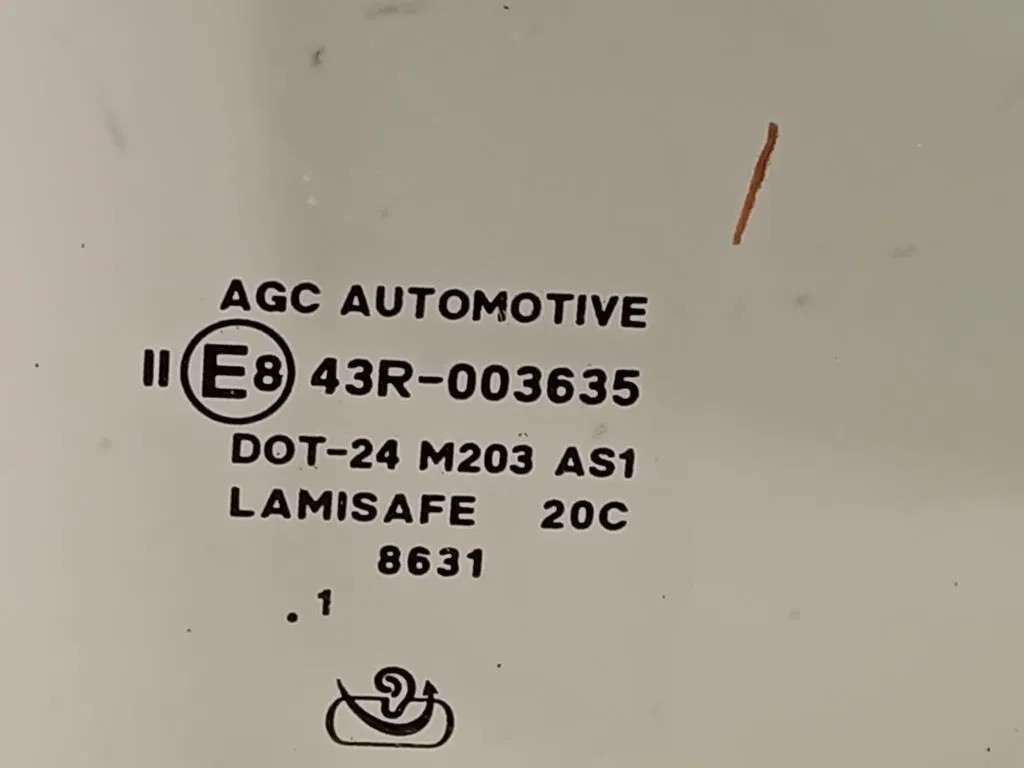 AGC AUTOMOTIVE
II E8 43R-003635
DOT-24 M203 AS1
LAMISAFE 20C
8631
. 1